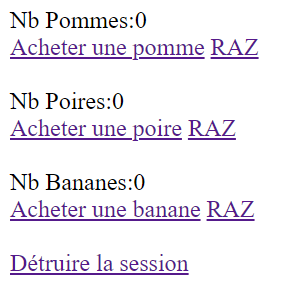 Nb Pommes:0
Acheter une pomme RAZ
Nb Poires:0
Acheter une poire RAZ
Nb Bananes:0
Acheter une banane RAZ
Détruire la session